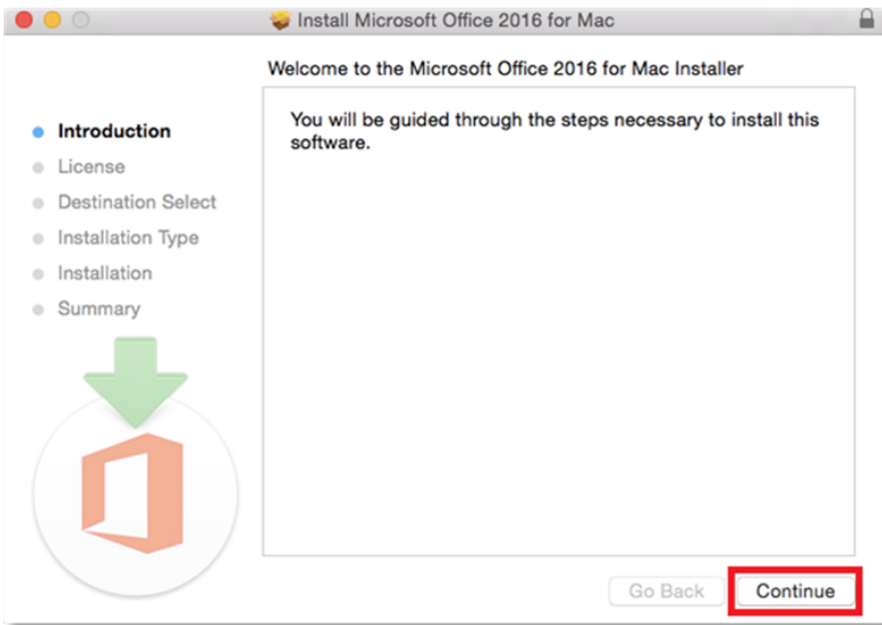 Install Microsoft Office 2016 for Mac
Welcome to the Microsoft Office 2016 for Mac Installer
Introduction
License
Destination Select
Installation Type
Installation
Summary
You will be guided through the steps necessary to install this
software.
Go Back
Continue